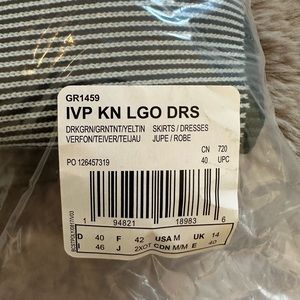 GR1459
IVP KN LGO DRS
DRKGRN/GRNTNT/YELTIN SKIRTS / DRESSES
VERFON/TEIVER/TEIJAU JUPE / ROBE
CN 720
PO 126457319 40 UPC
1 94821 18983 6
D 40 F 42 USA M UK 14
I 46 J 2XOT CDN M/M E 40